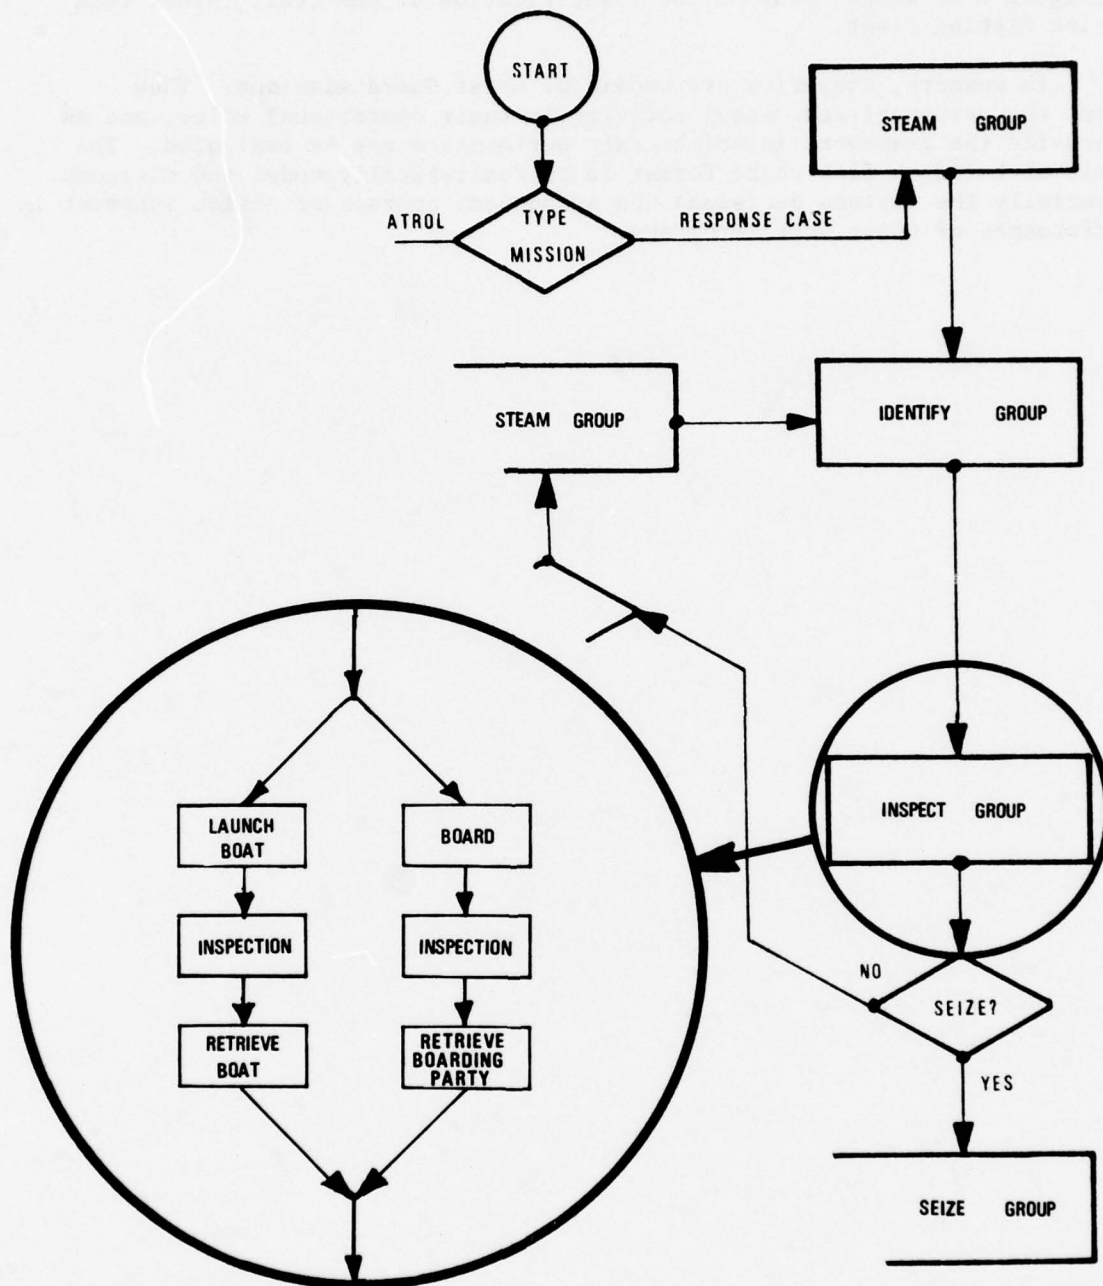 START
STEAM GROUP
ATROL
TYPE
MISSION
RESPONSE CASE
STEAM GROUP
IDENTIFY GROUP
LAUNCH
BOAT
BOARD
INSPECT GROUP
INSPECTION
INSPECTION
NO
SEIZE?
RETRIEVE
BOAT
RETRIEVE
BOARDING
PARTY
YES
SEIZE GROUP